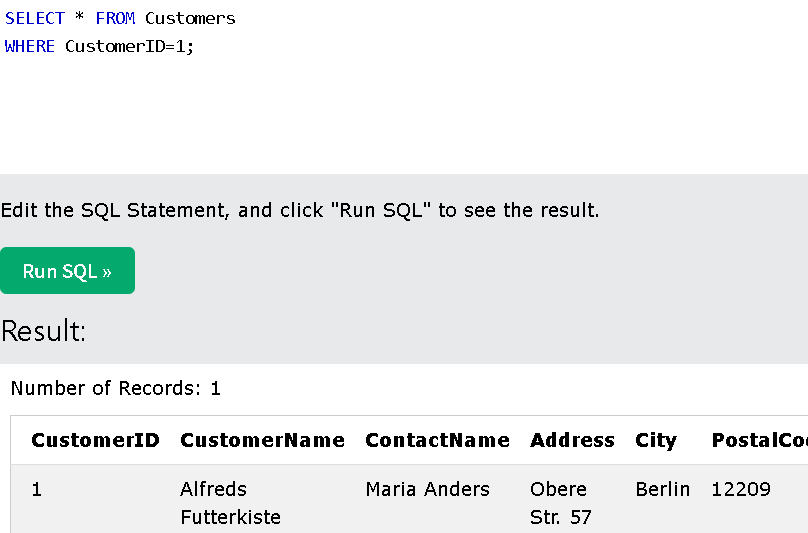 SELECT * FROM Customers
WHERE CustomerID=1;
Edit the SQL Statement, and click "Run SQL" to see the result.
Run SQL »
Result:
Number of Records: 1
CustomerID CustomerName ContactName Address City PostalCo
1 Alfreds Maria Anders Obere Berlin 12209
Futterkiste Str. 57